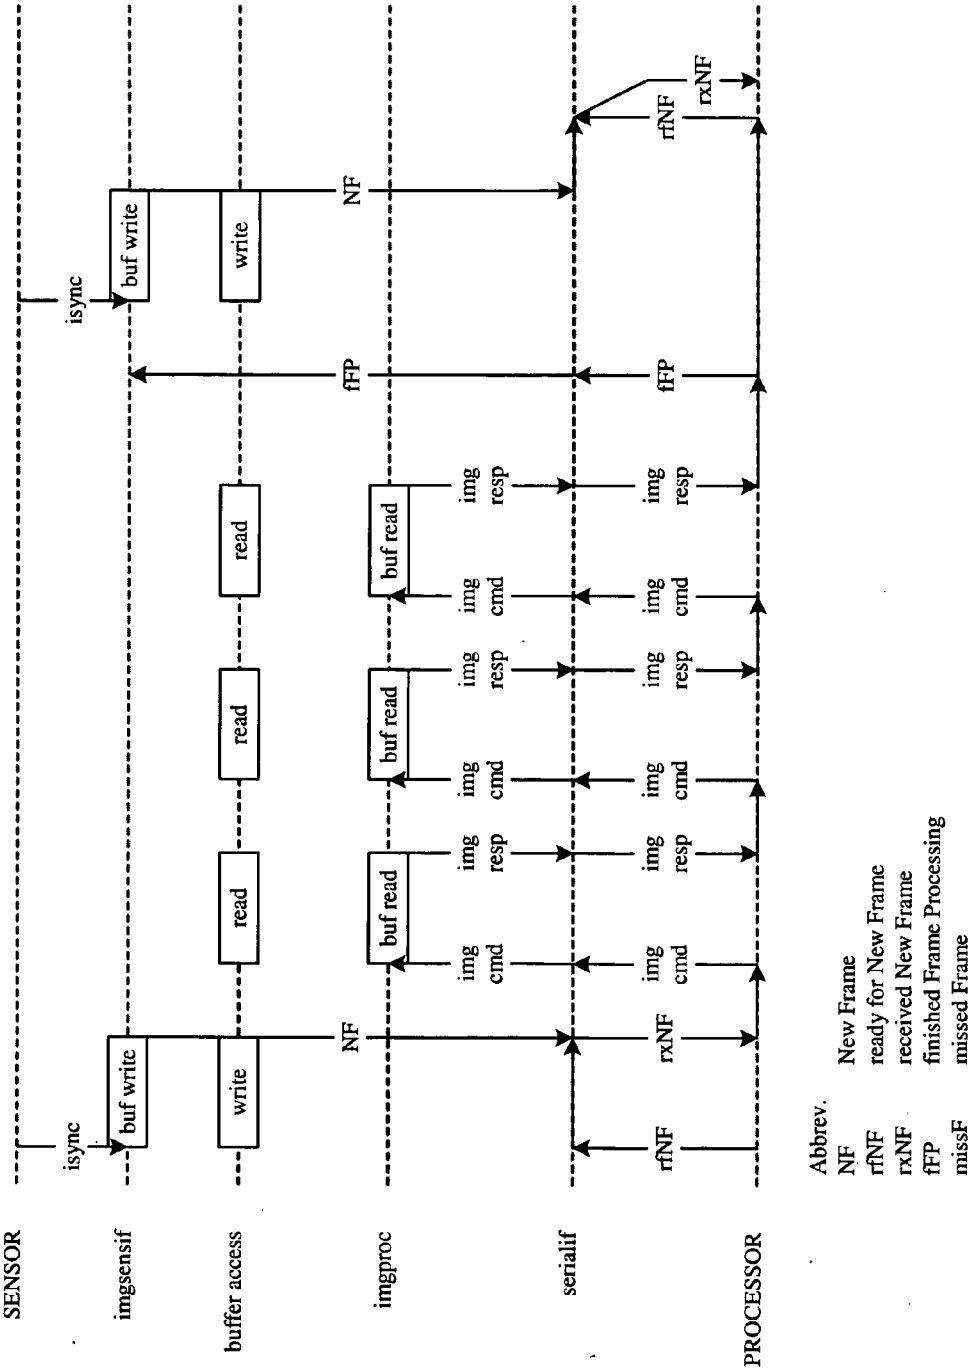 SENSOR
isync
isync
imgsensif
buf write
buf write
buffer access
write
read
read
read
write
NF
fFP
NF
imgproc
buf read
buf read
buf read
img
cmd
img
resp
img
cmd
img
resp
img
cmd
img
resp
serialif
rfNF
rxNF
img
cmd
img
resp
img
cmd
img
resp
img
cmd
img
resp
fFP
rfNF
rxNF
PROCESSOR
Abbrev.
NF New Frame
rfNF ready for New Frame
rxNF received New Frame
fFP finished Frame Processing
missF missed Frame